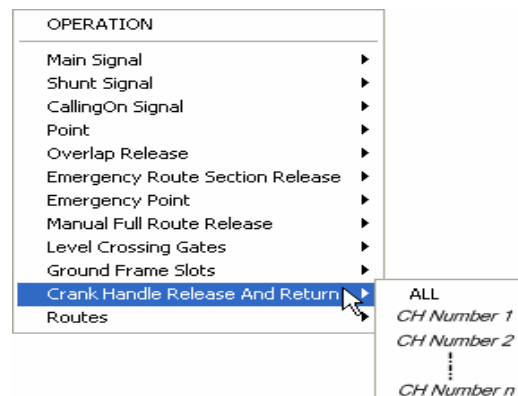 OPERATION
Main Signal
Shunt Signal
CallingOn Signal
Point
Overlap Release
Emergency Route Section Release
Emergency Point
Manual Full Route Release
Level Crossing Gates
Ground Frame Slots
Crank Handle Release And Return
Routes
ALL
CH Number 1
CH Number 2
CH Number n